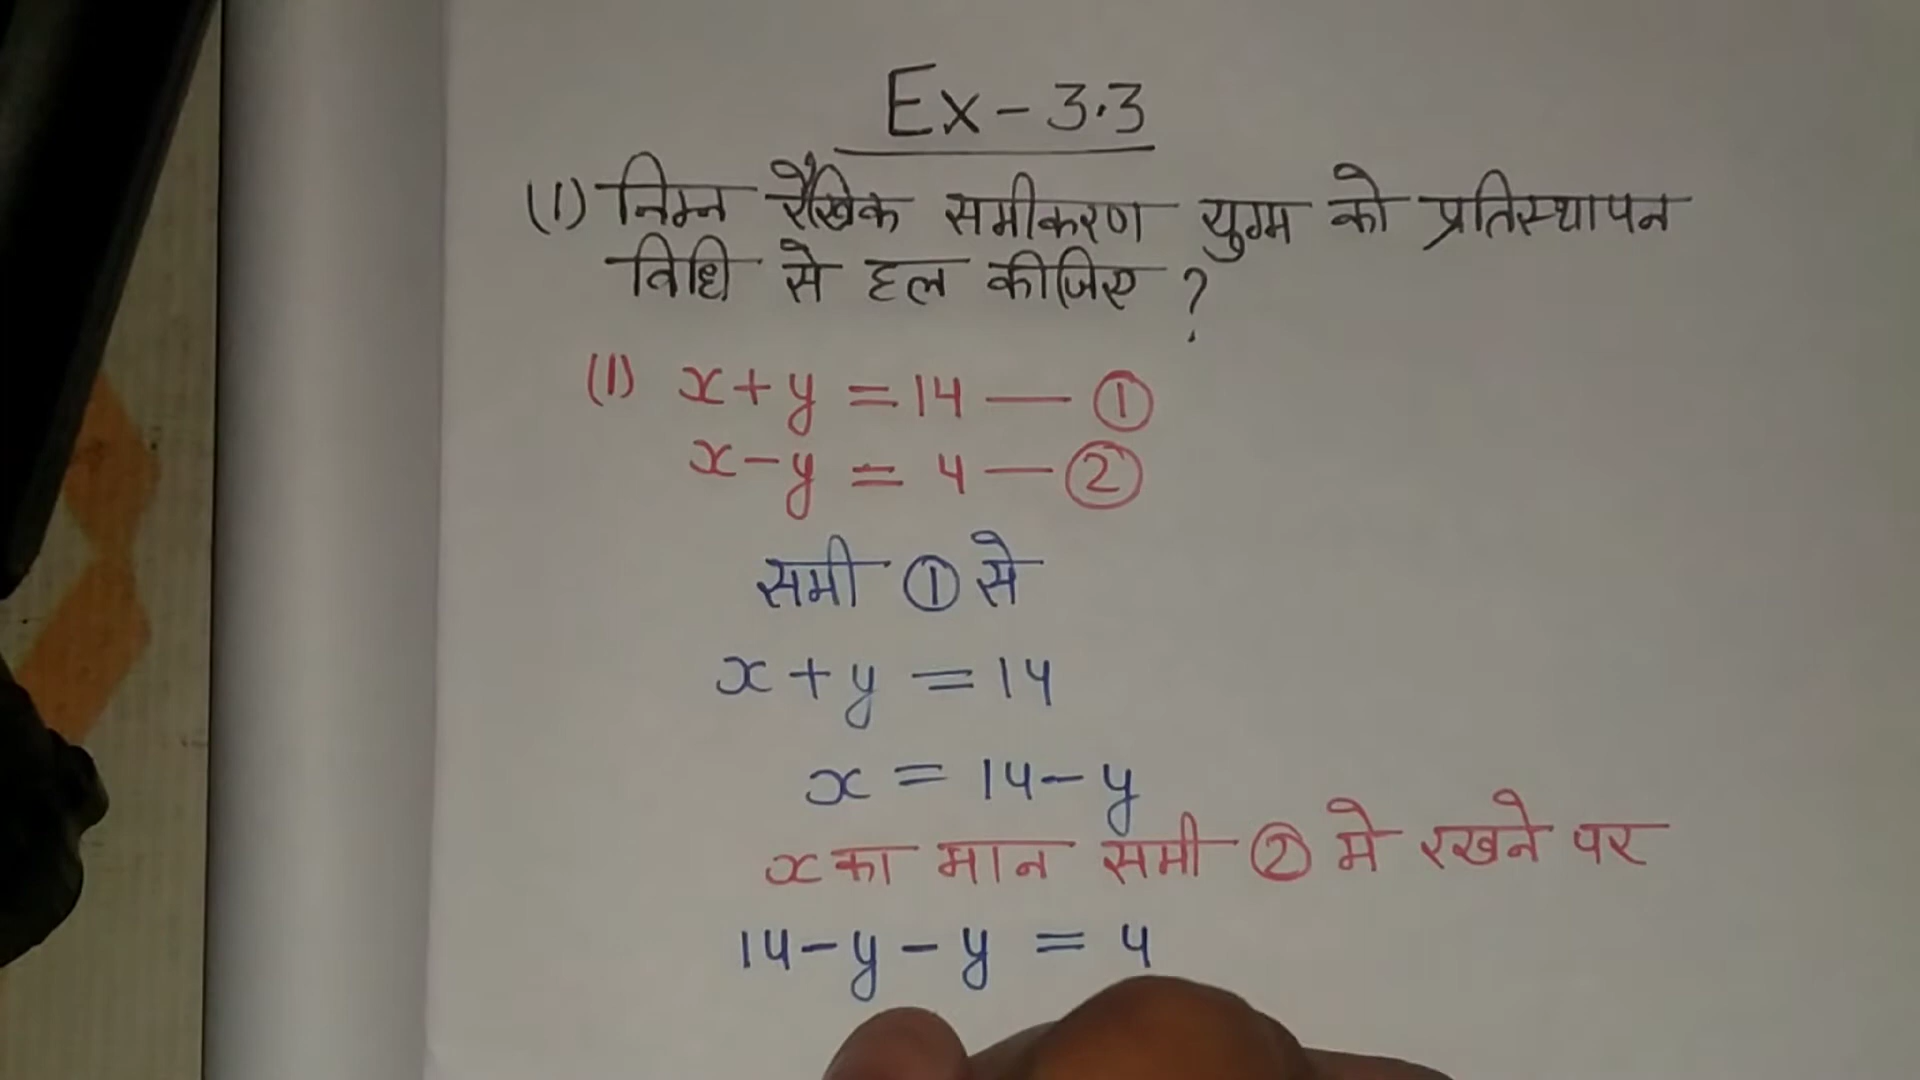 Ex - 3.3
(1) निम्न रैखिक समीकरण युग्म को प्रतिस्थापन
विधि से हल कीजिए ?
(1) x + y = 14 — ①
x - y = 4 — ②
समी ① से
x + y = 14
x = 14 - y
x का मान समी ② मे रखने पर
14 - y - y = 4